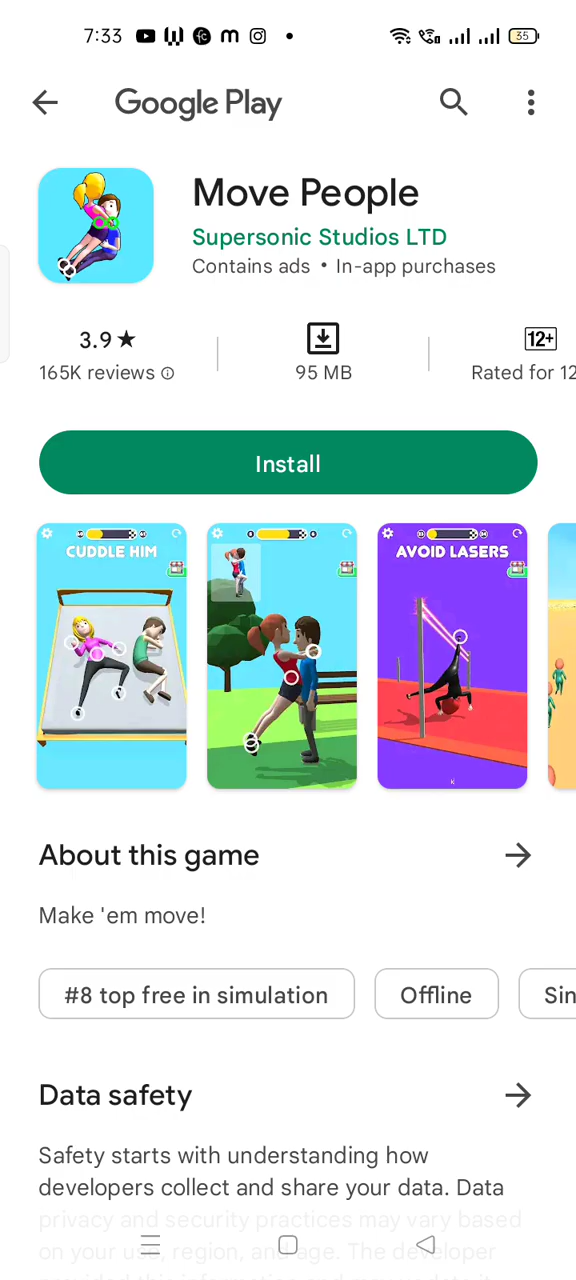 7:33
35
Google Play
Move People
Supersonic Studios LTD
Contains ads • In-app purchases
3.9★
165K reviews
95 MB
12+
Rated for 12
Install
CUDDLE HIM
AVOID LASERS
About this game
Make 'em move!
#8 top free in simulation
Offline
Sin
Data safety
Safety starts with understanding how
developers collect and share your data. Data
privacy and security practices may vary based
on your use, region, and age. The developer